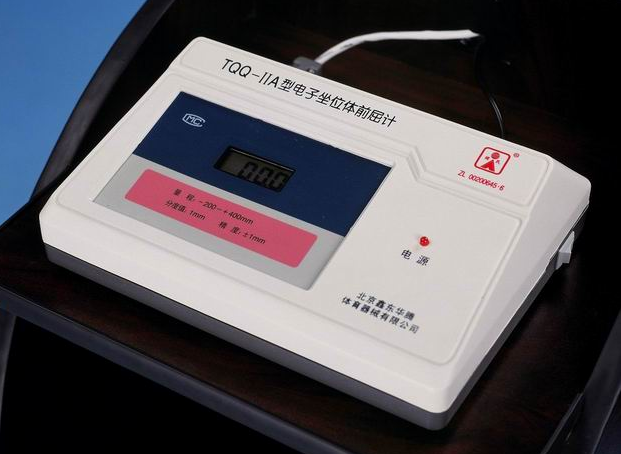 TQQ-IIA型电子坐位体前屈计
CMC
00.0
量 程: -200-+400mm
分度值: 1mm 精 度: ±1mm
ZL 00200645.6
电 源
北京鑫东华腾
体育器械有限公司